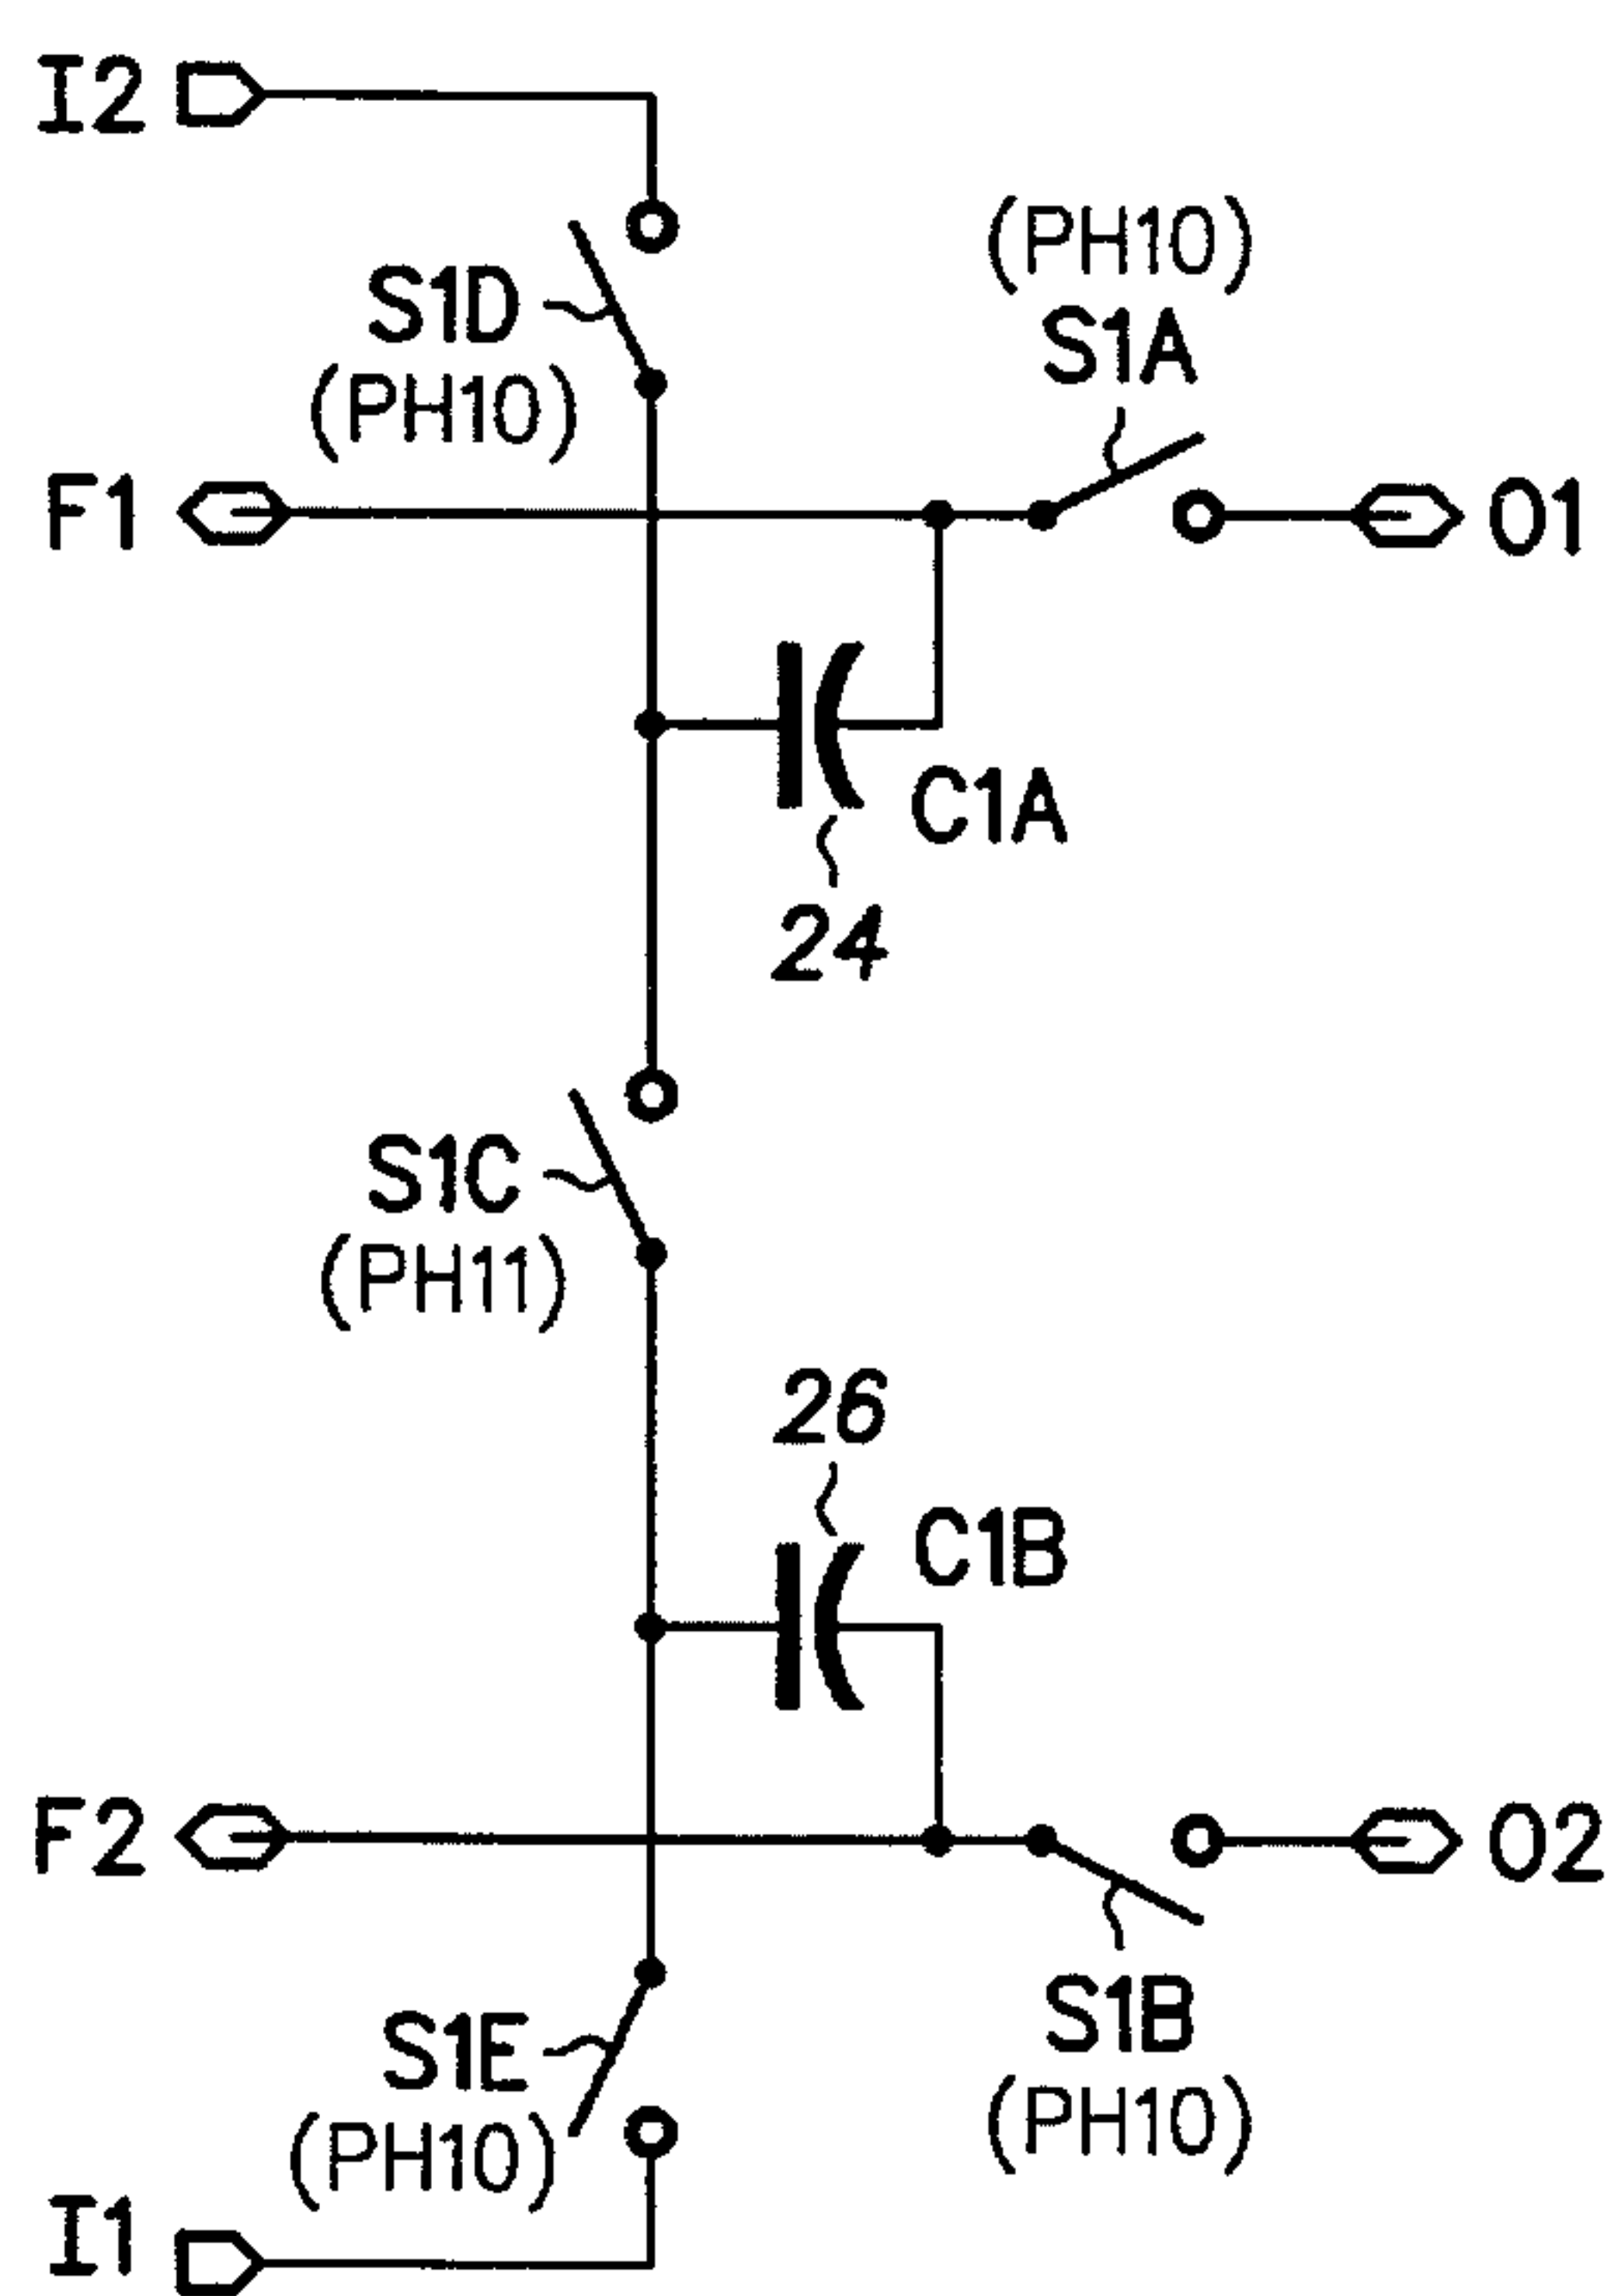 I2
(PH10)
S1A
S1D
(PH10)
F1
O1
C1A
24
S1C
(PH11)
26
C1B
F2
O2
S1B
(PH10)
S1E
(PH10)
I1